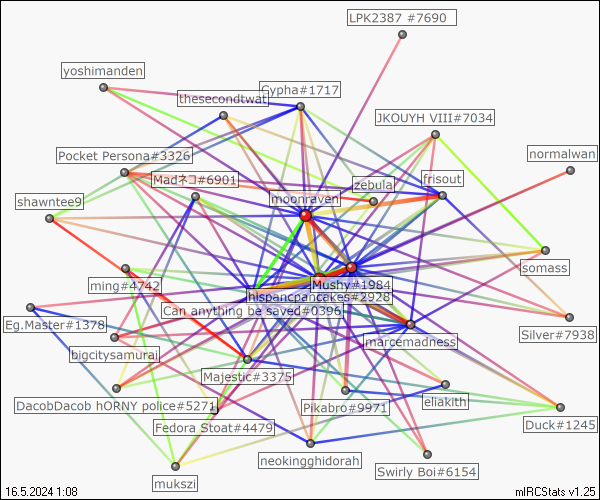 LPK2387 #7690
yoshimanden
Cypha#1717
thesecondtwat
JKOUYH VIII#7034
Pocket Persona#3326
normalwan
Madネコ#6901
zebula
frisout
shawntee9
moonraven
somass
ming#4742
Mushy#1984
hispancpancakes#2928
Can anything be saved#0396
Eg.Master#1378
Silver#7938
marcemadness
bigcitysamurai
Majestic#3375
DacobDacob hORNY police#5271
Pikabro#9971
eliakith
Fedora Stoat#4479
Duck#1245
neokingghidorah
Swirly Boi#6154
mukszi
16.5.2024 1:08
mIRCStats v1.25